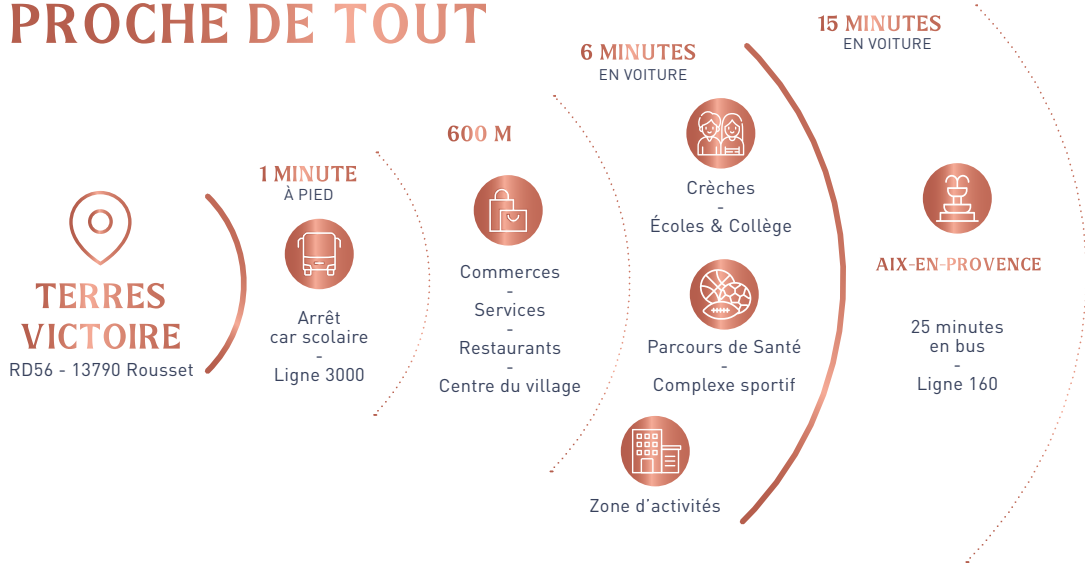 PROCHE DE TOUT
TERRES
VICTOIRE
RD56 - 13790 Rousset
1 MINUTE
À PIED
Arrêt
car scolaire
-
Ligne 3000
600 M
Commerces
-
Services
-
Restaurants
-
Centre du village
6 MINUTES
EN VOITURE
Crèches
-
Écoles & Collège
Parcours de Santé
-
Complexe sportif
Zone d'activités
15 MINUTES
EN VOITURE
AIX-EN-PROVENCE
25 minutes
en bus
-
Ligne 160